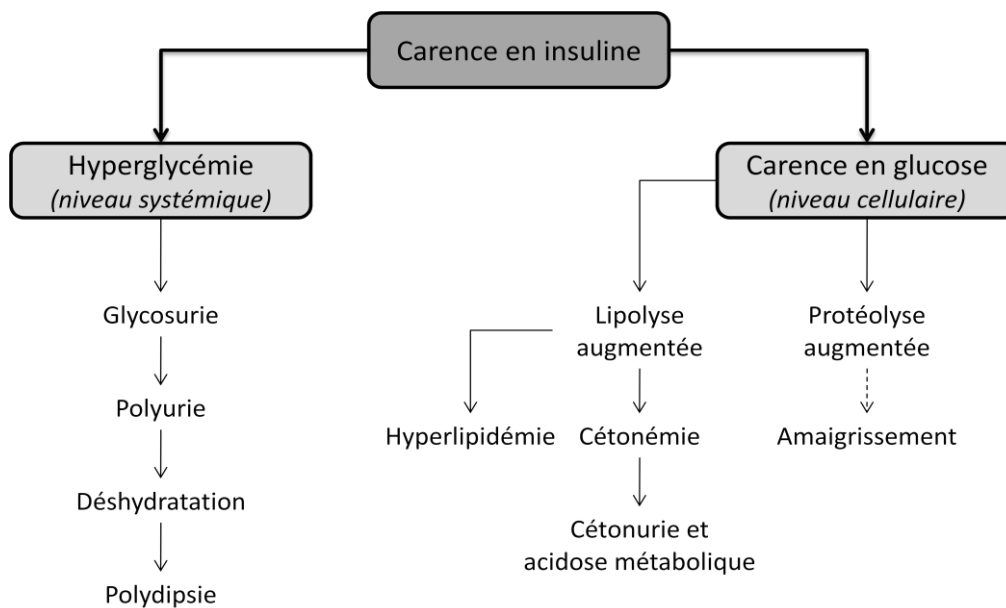 Carence en insuline
Hyperglycémie
(niveau systémique)
Carence en glucose
(niveau cellulaire)
Glycosurie
Lipolyse
augmentée
Protéolyse
augmentée
Polyurie
Hyperlipidémie
Cétonémie
Amaigrissement
Déshydratation
Cétonurie et
acidose métabolique
Polydipsie